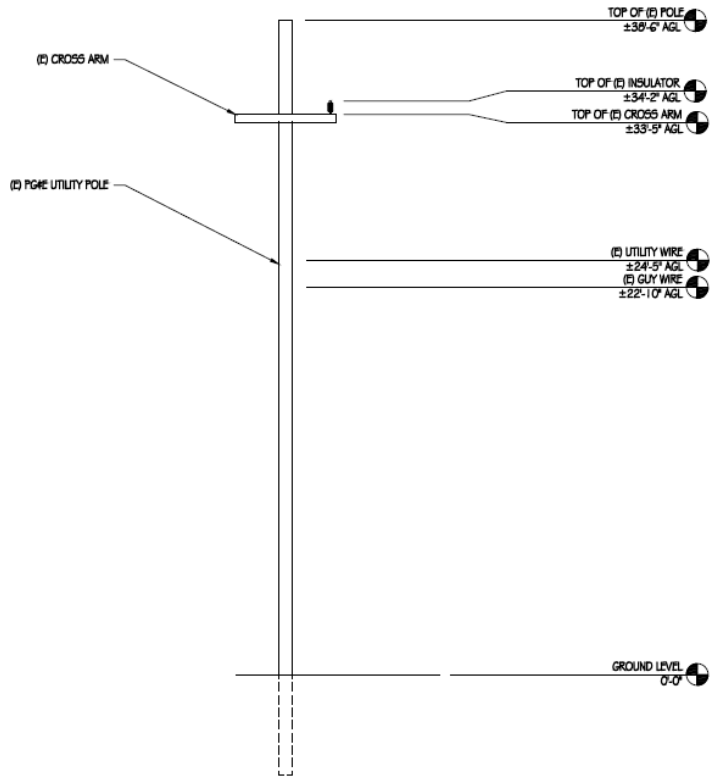 TOP OF (E) POLE
±38'-6" AGL
(E) CROSS ARM
TOP OF (E) INSULATOR
±34'-2" AGL
TOP OF (E) CROSS ARM
±33'-5" AGL
(E) PG&E UTILITY POLE
(E) UTILITY WIRE
±24'-5" AGL
(E) GUY WIRE
±22'-10" AGL
GROUND LEVEL
0'-0"